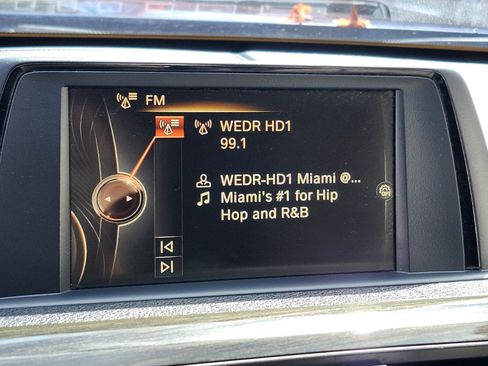 FM
WEDR HD1
99.1
WEDR-HD1 Miami @...
Miami's #1 for Hip
Hop and R&B